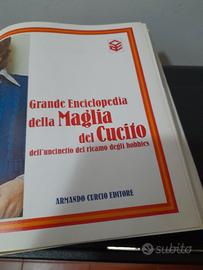 Grande Enciclopedia
della Maglia
del Cucito
dell'uncinetto del ricamo degli hobbies
ARMANDO CURCIO EDITORE
subito